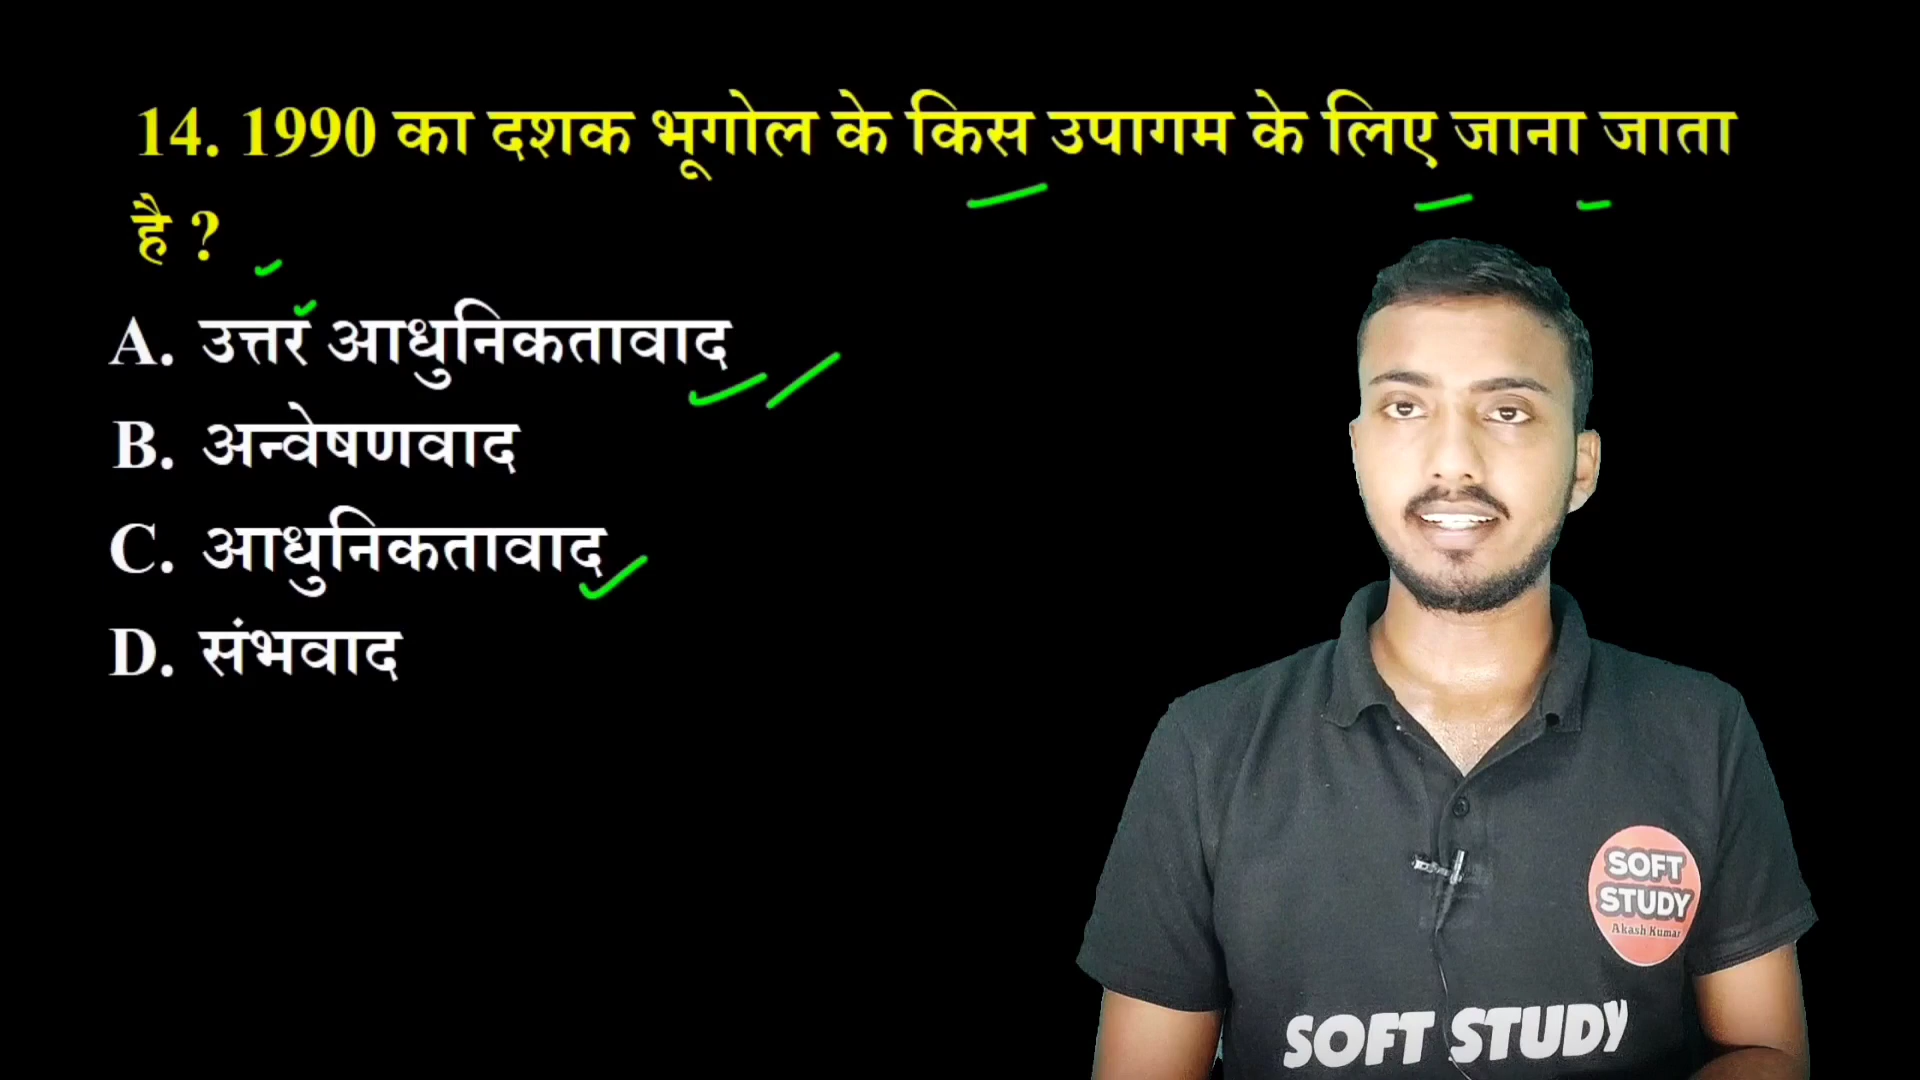 14. 1990 का दशक भूगोल के किस उपागम के लिए जाना जाता
है ?
A. उत्तर आधुनिकतावाद
B. अन्वेषणवाद
C. आधुनिकतावाद
D. संभवाद
SOFT
STUDY
Akash Kumar
SOFT STUDY